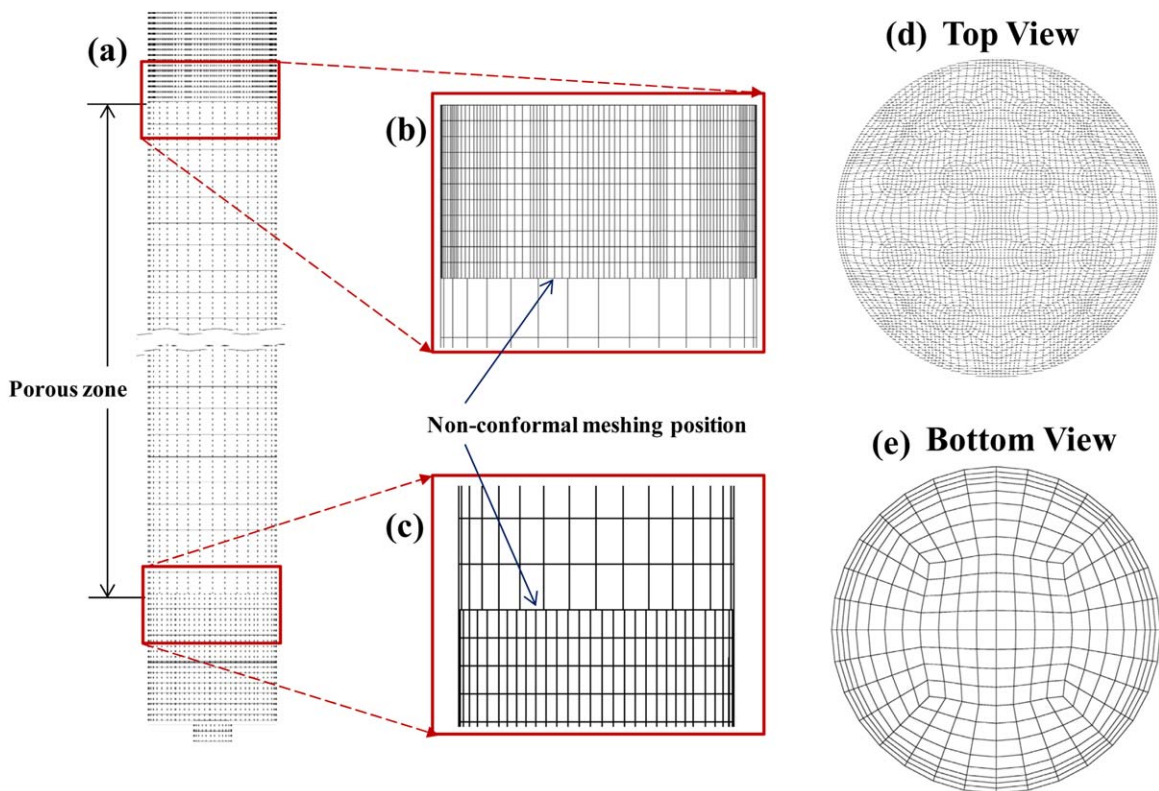 (a)
Porous zone
(b)
Non-conformal meshing position
(c)
(d) Top View
(e) Bottom View